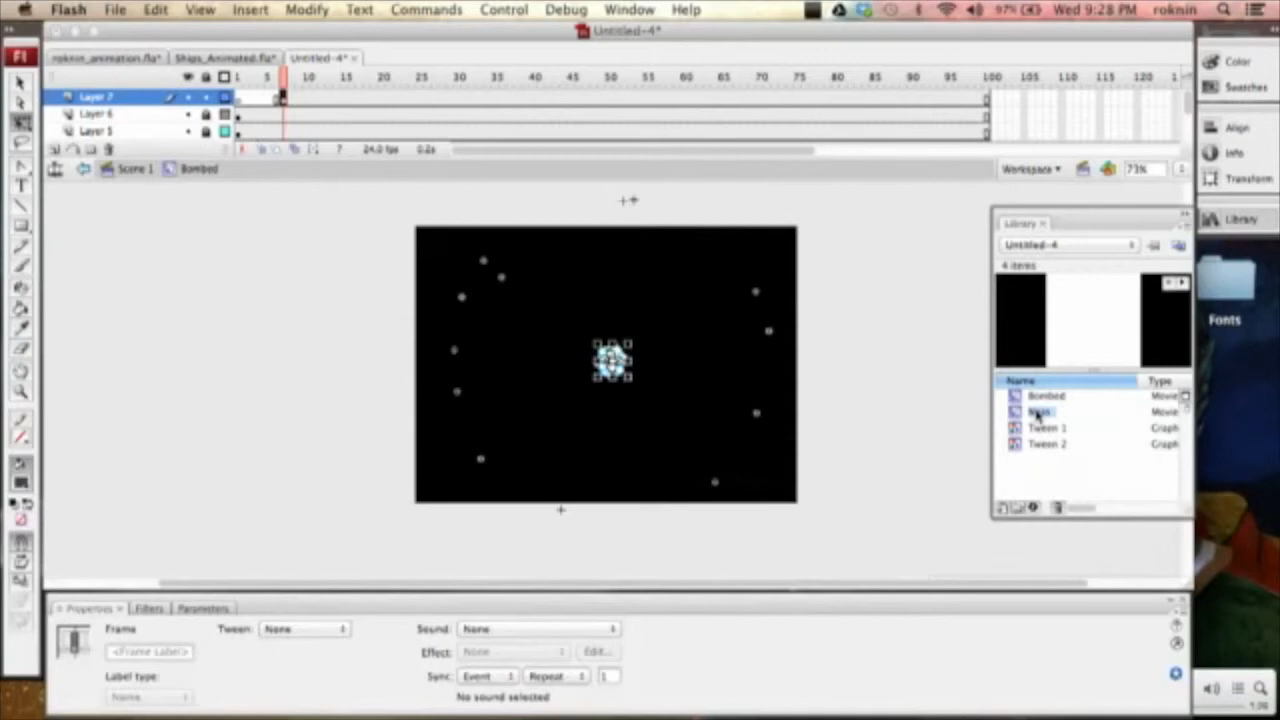 Flash File Edit View Insert Modify Text Commands Control Debug Window Help 97% Wed 9:28 PM roknin
Untitled-4*
Fl roknin_animation.fla* Ships_Animated.fla* Untitled-4*
1 5 10 15 20 25 30 35 40 45 50 55 60 65 70 75 80 85 90 95 100 105 110 115 120 1
Layer 7
Layer 6
Layer 5
7 24.0 fps 0.2s
Scene 1 Bombed Workspace 73%
Color
Swatches
Align
Info
Transform
Library
Library
Untitled-4
4 items
Name Type
Bombed Movie
Movie
Tween 1 Graph
Tween 2 Graph
Fonts
Properties Filters Parameters
Frame Tween: None Sound: None
<Frame Label> Effect: None Edit...
Label type: Sync: Event Repeat 1
Name No sound selected